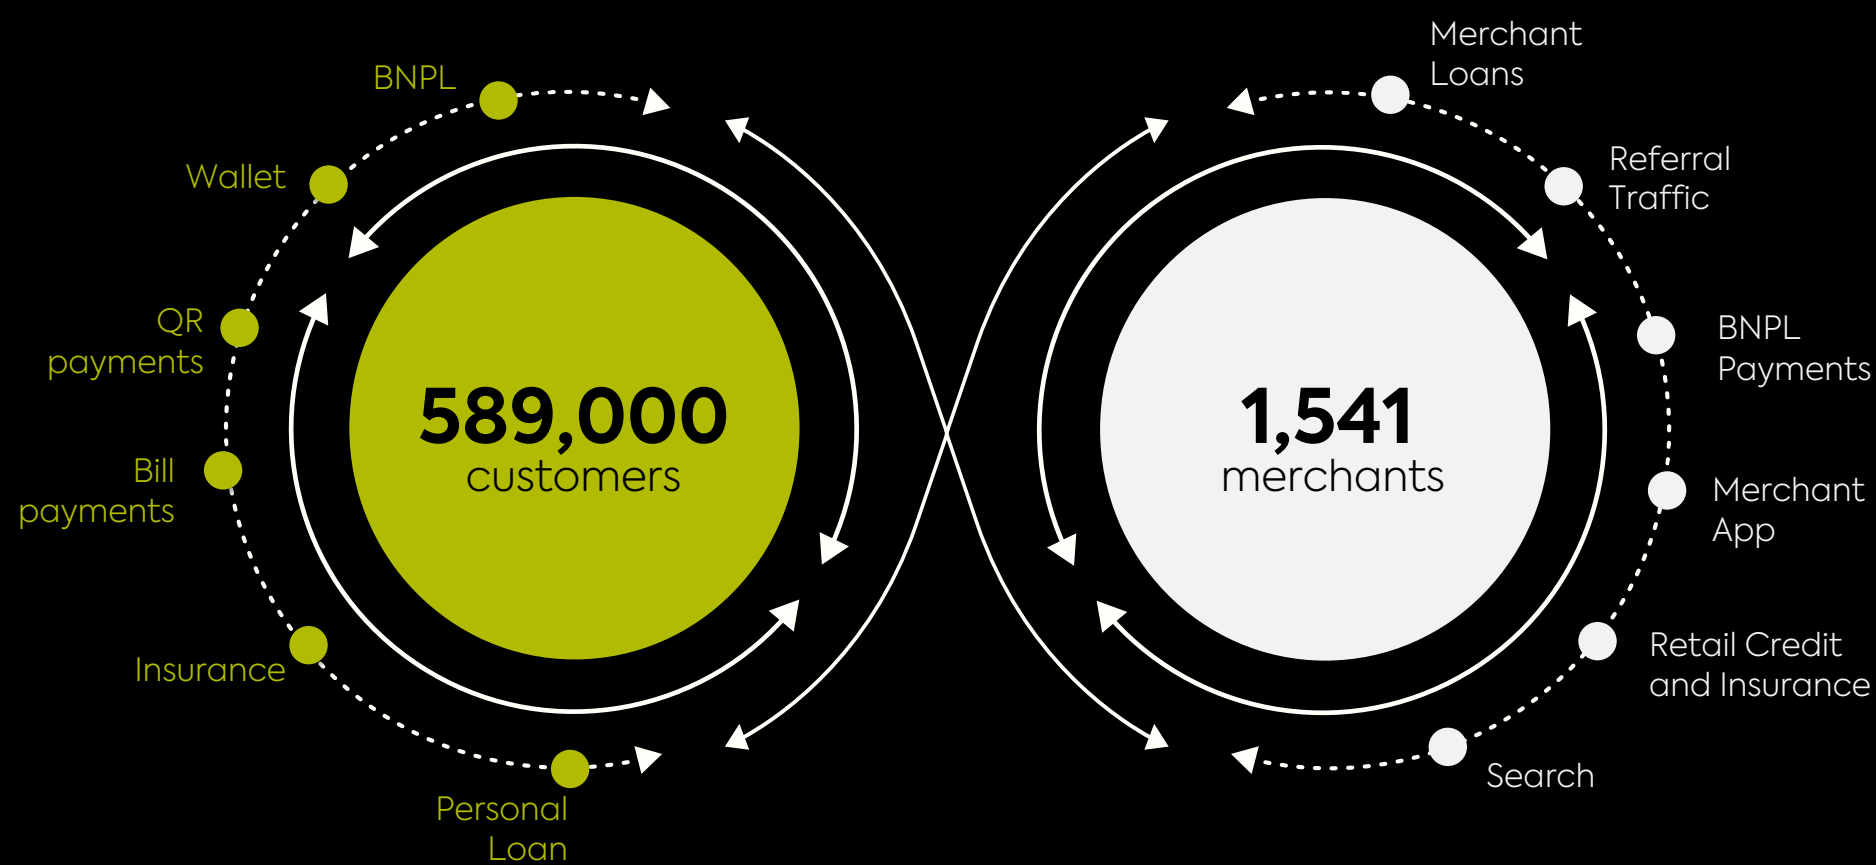 BNPL
Wallet
QR
payments
Bill
payments
Insurance
Personal
Loan
589,000
customers
1,541
merchants
Merchant
Loans
Referral
Traffic
BNPL
Payments
Merchant
App
Retail Credit
and Insurance
Search